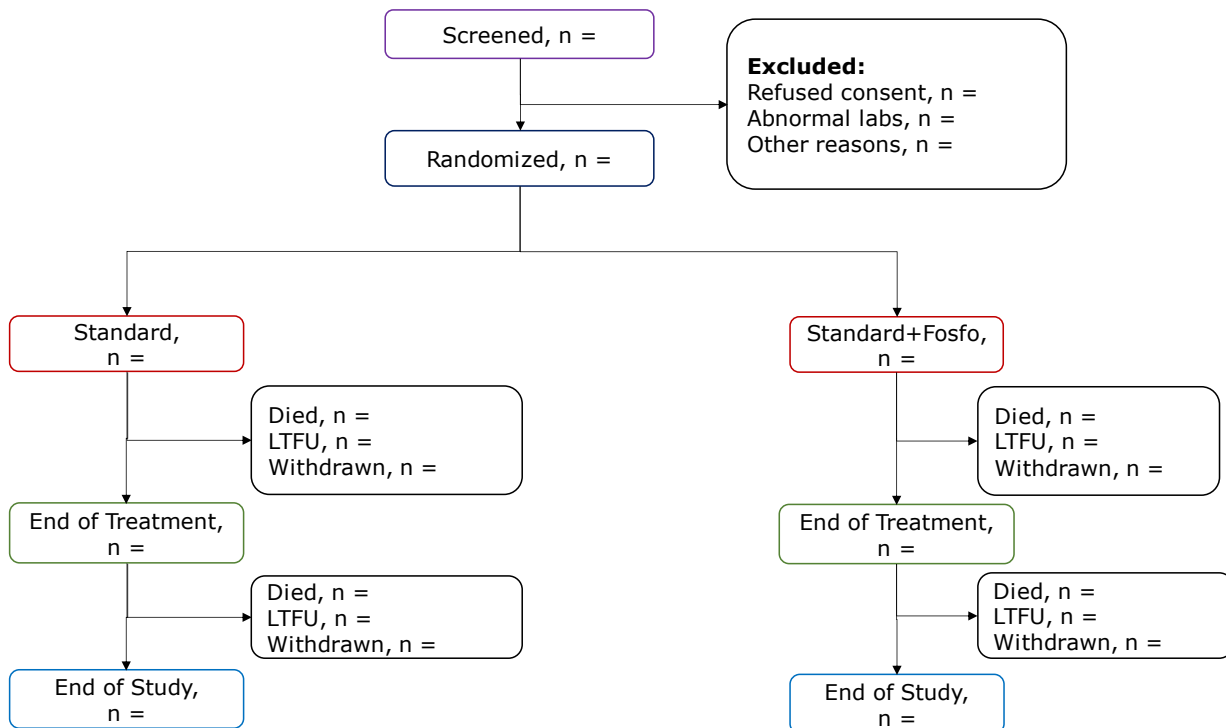 Screened, n =
Excluded:
Refused consent, n =
Abnormal labs, n =
Other reasons, n =
Randomized, n =
Standard,
n =
Standard+Fosfo,
n =
Died, n =
LTFU, n =
Withdrawn, n =
Died, n =
LTFU, n =
Withdrawn, n =
End of Treatment,
n =
End of Treatment,
n =
Died, n =
LTFU, n =
Withdrawn, n =
Died, n =
LTFU, n =
Withdrawn, n =
End of Study,
n =
End of Study,
n =